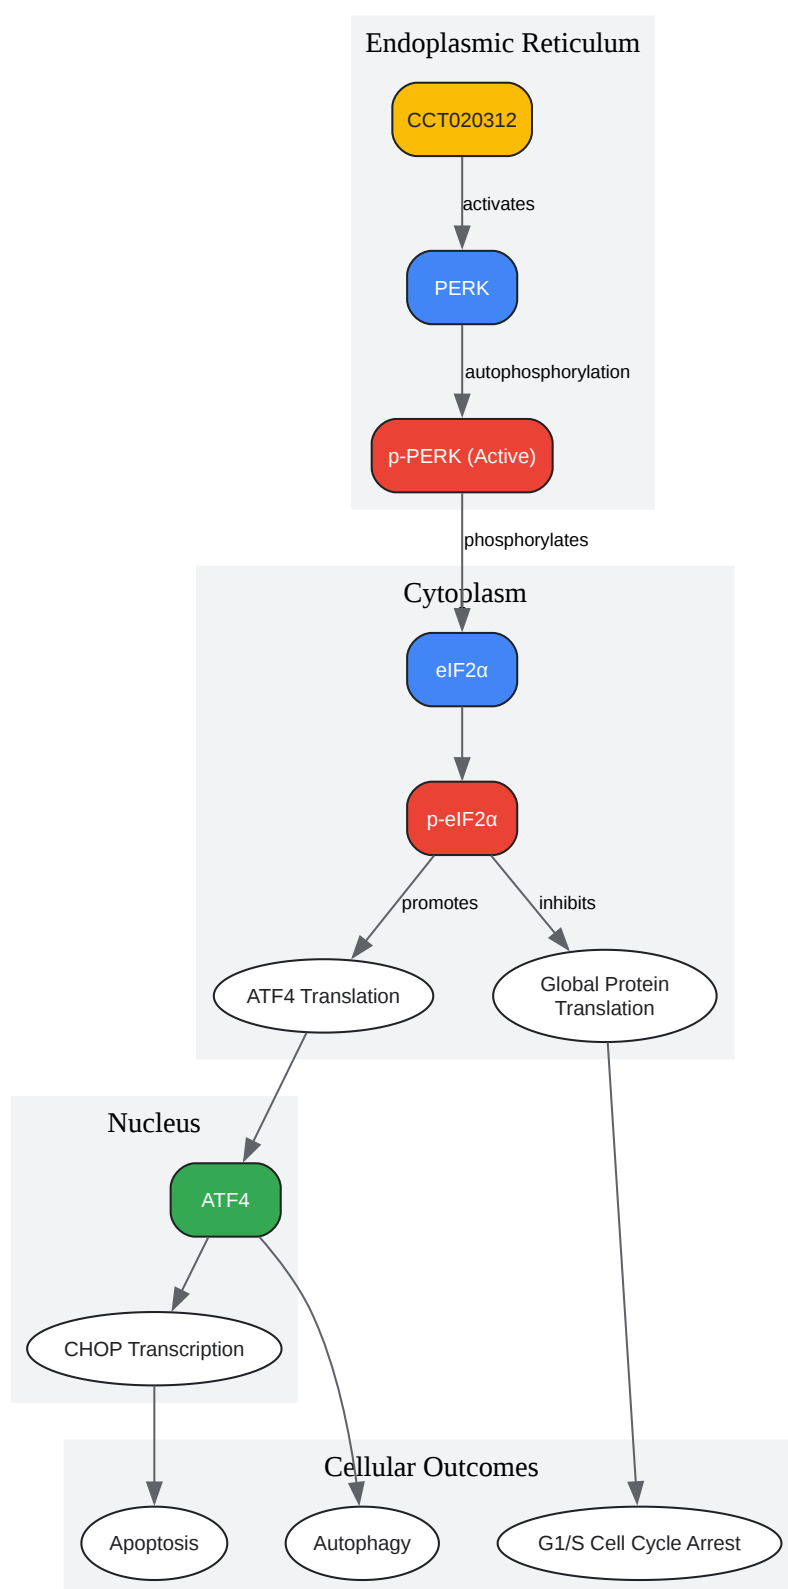 Endoplasmic Reticulum
CCT020312
activates
PERK
autophosphorylation
p-PERK (Active)
phosphorylates
Cytoplasm
eIF2α
p-eIF2α
promotes
inhibits
ATF4 Translation
Global Protein
Translation
Nucleus
ATF4
CHOP Transcription
Cellular Outcomes
Apoptosis
Autophagy
G1/S Cell Cycle Arrest